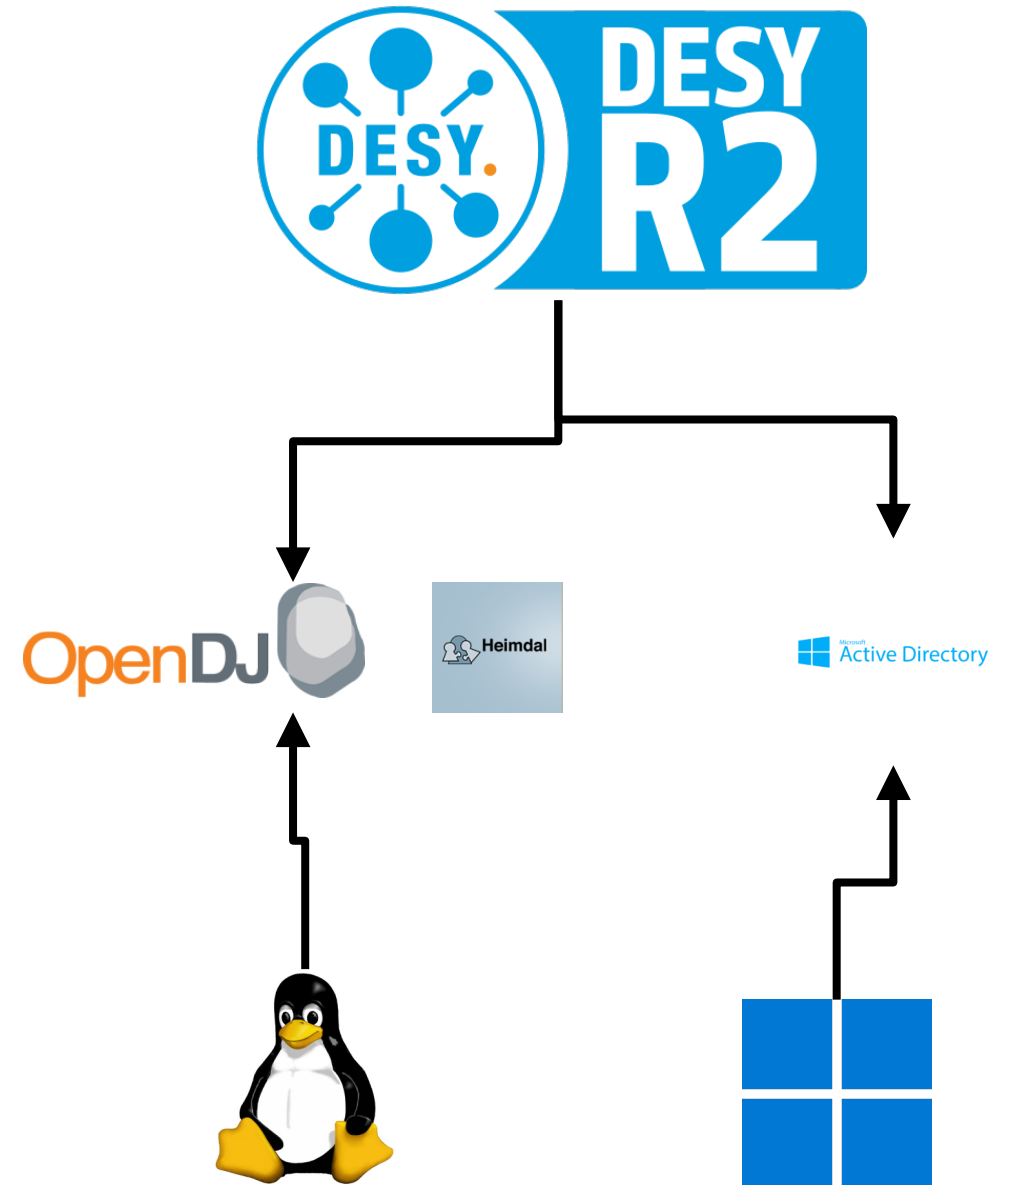 DESY.
DESY
R2
OpenDJ
Heimdal
Microsoft
Active Directory